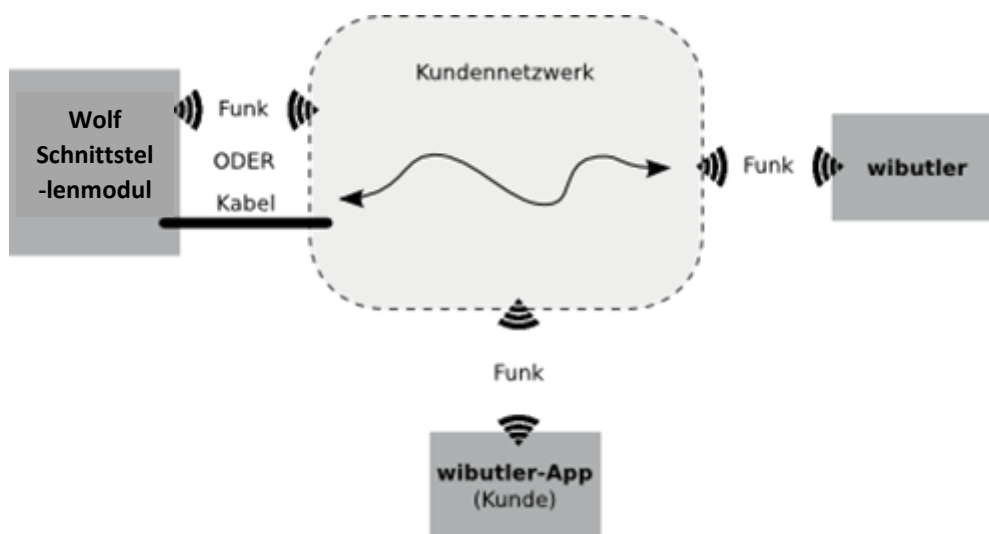 Kundennetzwerk
Wolf
Schnittstel
-lenmodul
Funk
ODER
Kabel
Funk
wibutler
Funk
wibutler-App
(Kunde)